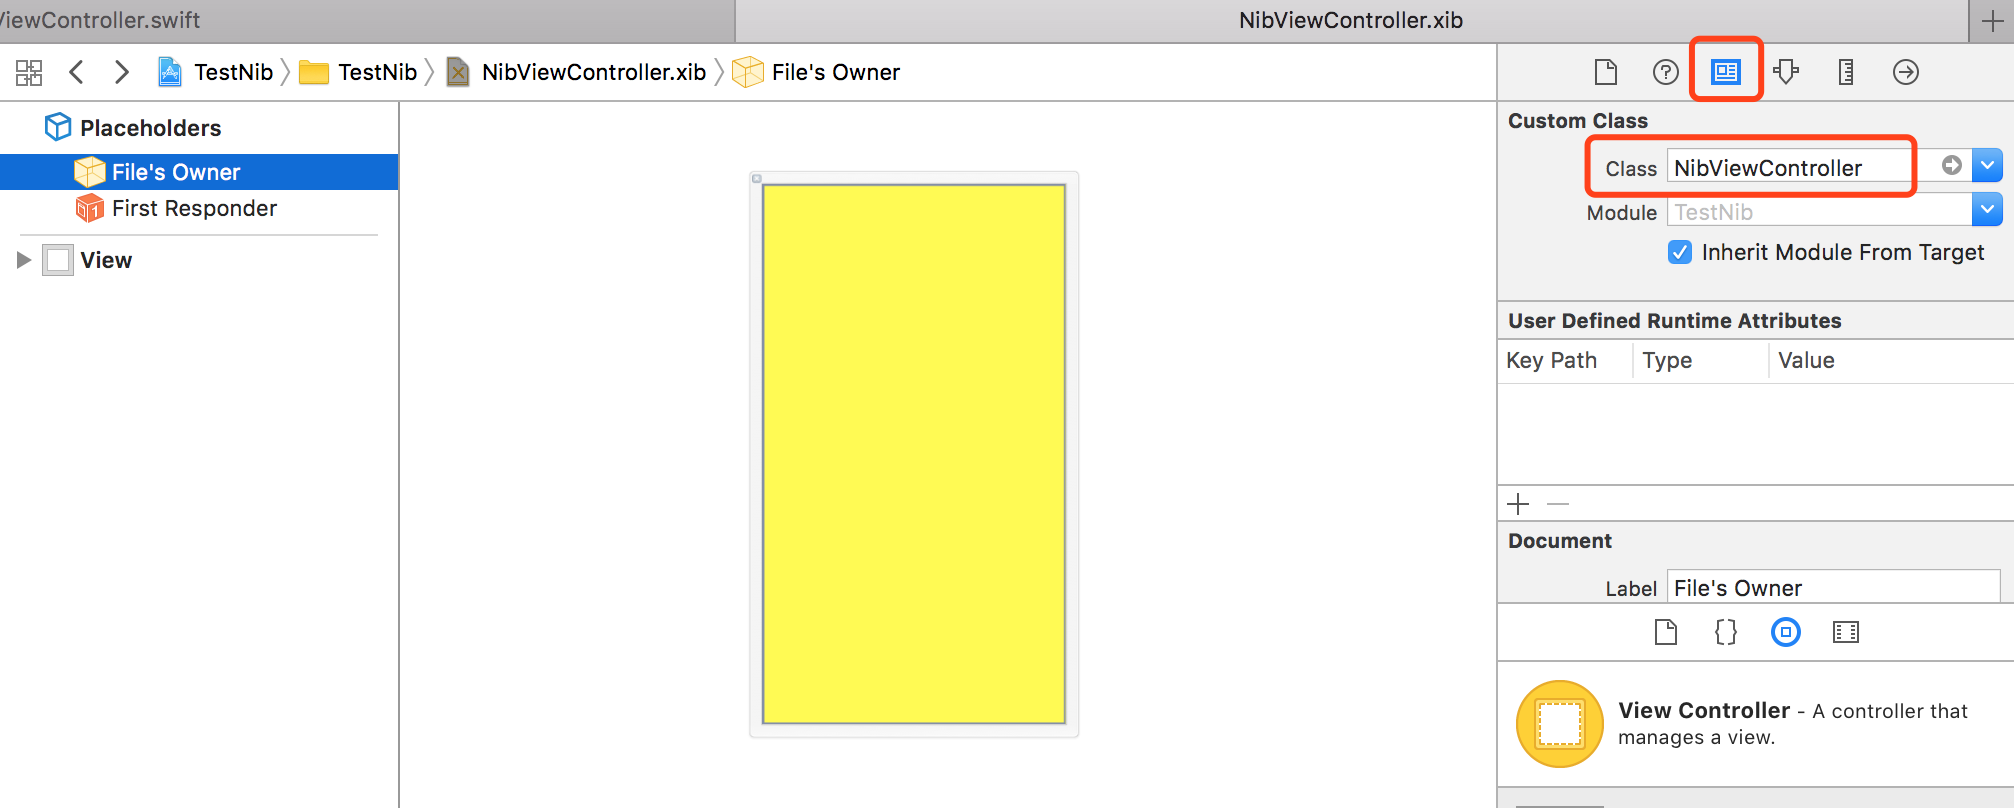 ViewController.swift
NibViewController.xib
TestNib
TestNib
NibViewController.xib
File's Owner
Placeholders
File's Owner
1
First Responder
View
Custom Class
Class
NibViewController
Module
TestNib
Inherit Module From Target
User Defined Runtime Attributes
Key Path
Type
Value
Document
Label
File's Owner
{}
View Controller - A controller that
manages a view.